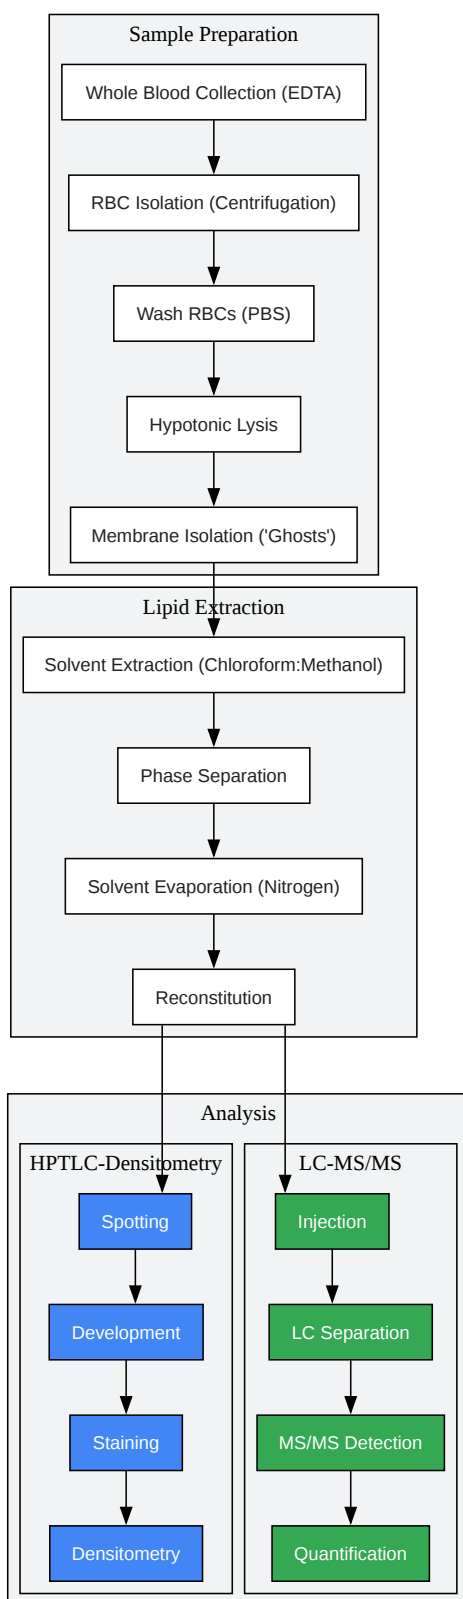 Sample Preparation
Whole Blood Collection (EDTA)
RBC Isolation (Centrifugation)
Wash RBCs (PBS)
Hypotonic Lysis
Membrane Isolation ('Ghosts')
Lipid Extraction
Solvent Extraction (Chloroform:Methanol)
Phase Separation
Solvent Evaporation (Nitrogen)
Reconstitution
Analysis
HPTLC-Densitometry
Spotting
Development
Staining
Densitometry
LC-MS/MS
Injection
LC Separation
MS/MS Detection
Quantification